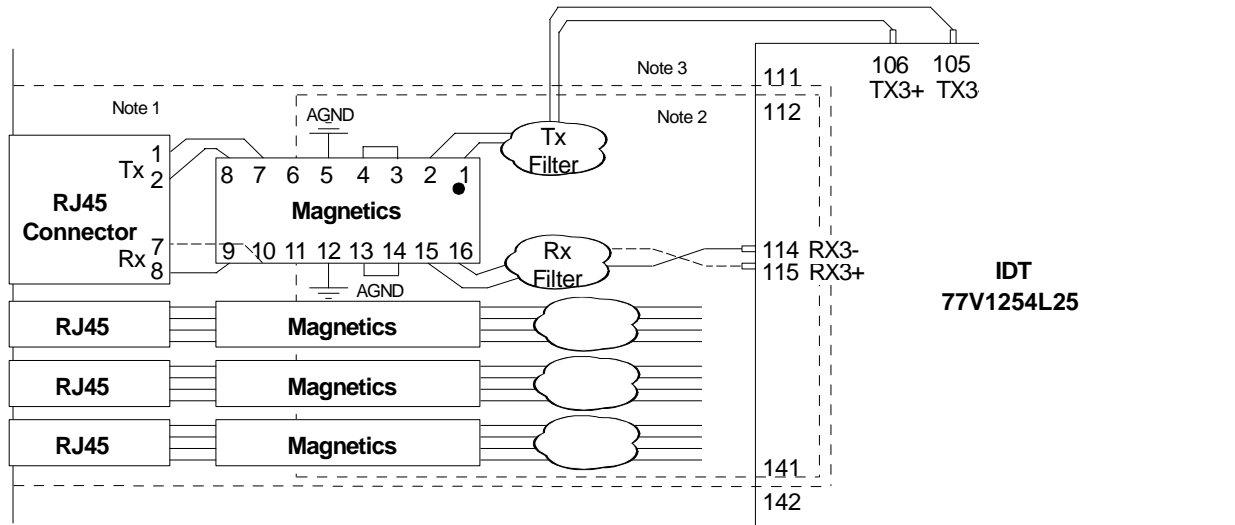 Note 3
111
106 105
TX3+ TX3
Note 1
AGND
Note 2
112
Tx
Filter
1
Tx 2
8 7 6 5 4 3 2 1
RJ45
Connector
Magnetics
7
Rx 8
9 10 11 12 13 14 15 16
Rx
Filter
114 RX3-
115 RX3+
AGND
IDT
77V1254L25
RJ45 Magnetics
RJ45 Magnetics
RJ45 Magnetics
141
142